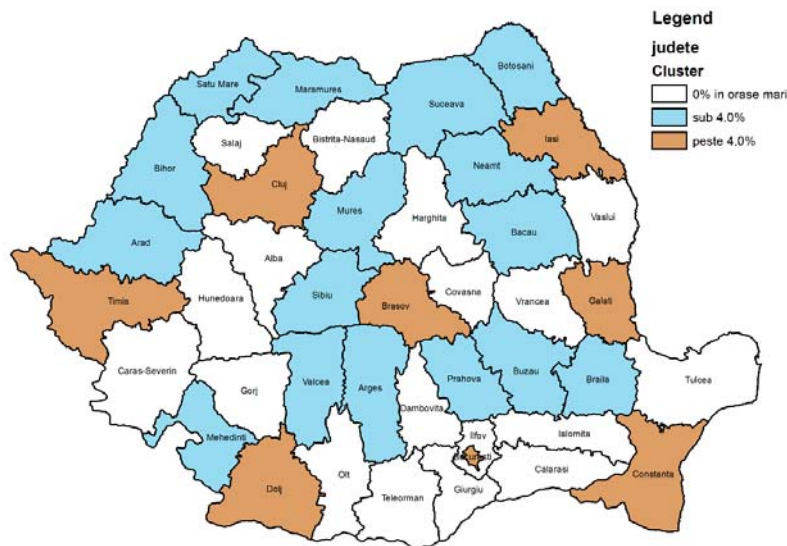 Legend
judete
Cluster
0% in orase mari
sub 4.0%
peste 4.0%
Botosani
Satu Mare
Maramures
Suceava
Salaj
Bistrita-Nasaud
Iasi
Bihor
Neamt
Cluj
Mures
Harghita
Vaslui
Bacau
Arad
Alba
Timis
Hunedoara
Sibiu
Brasov
Covasna
Vrancea
Galati
Caras-Severin
Gorj
Valcea
Arges
Prahova
Buzau
Braila
Tulcea
Dambovita
Mehedinti
Ilfov
Ialomita
Bucuresti
Calarasi
Constanta
Dolj
Olt
Teleorman
Giurgiu